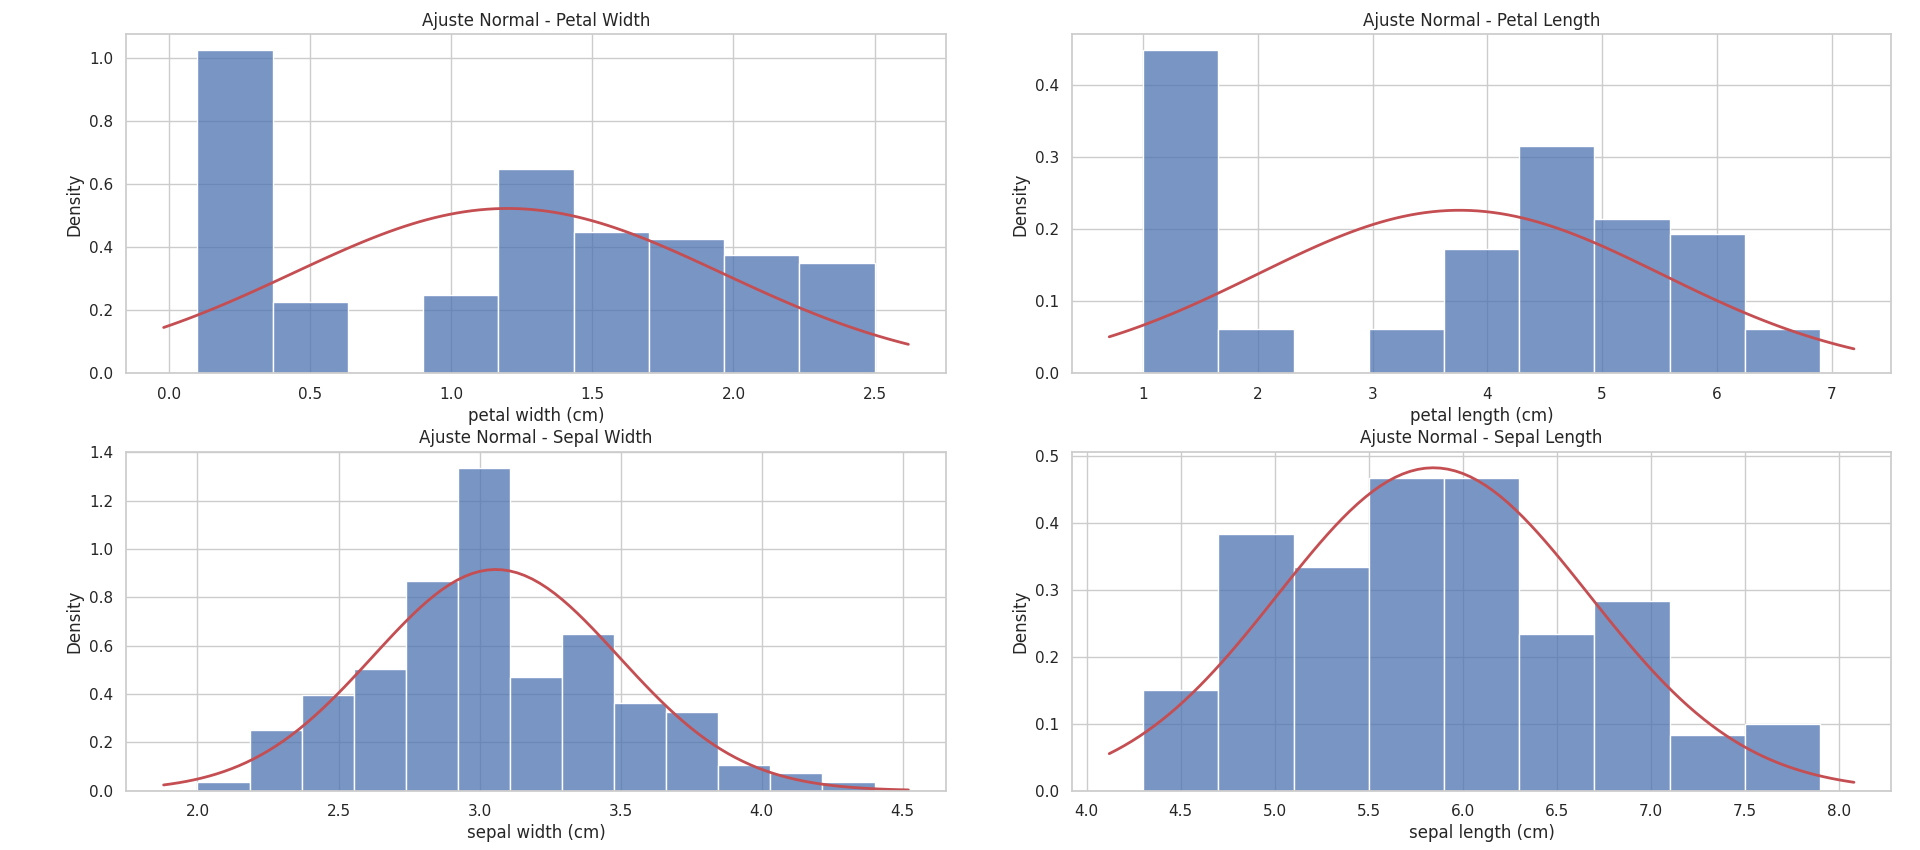 Ajuste Normal - Petal Width
Density
1.0
0.8
0.6
0.4
0.2
0.0
0.0 0.5 1.0 1.5 2.0 2.5
petal width (cm)
Ajuste Normal - Petal Length
Density
0.4
0.3
0.2
0.1
0.0
1 2 3 4 5 6 7
petal length (cm)
Ajuste Normal - Sepal Width
Density
1.4
1.2
1.0
0.8
0.6
0.4
0.2
0.0
2.0 2.5 3.0 3.5 4.0 4.5
sepal width (cm)
Ajuste Normal - Sepal Length
Density
0.5
0.4
0.3
0.2
0.1
0.0
4.0 4.5 5.0 5.5 6.0 6.5 7.0 7.5 8.0
sepal length (cm)